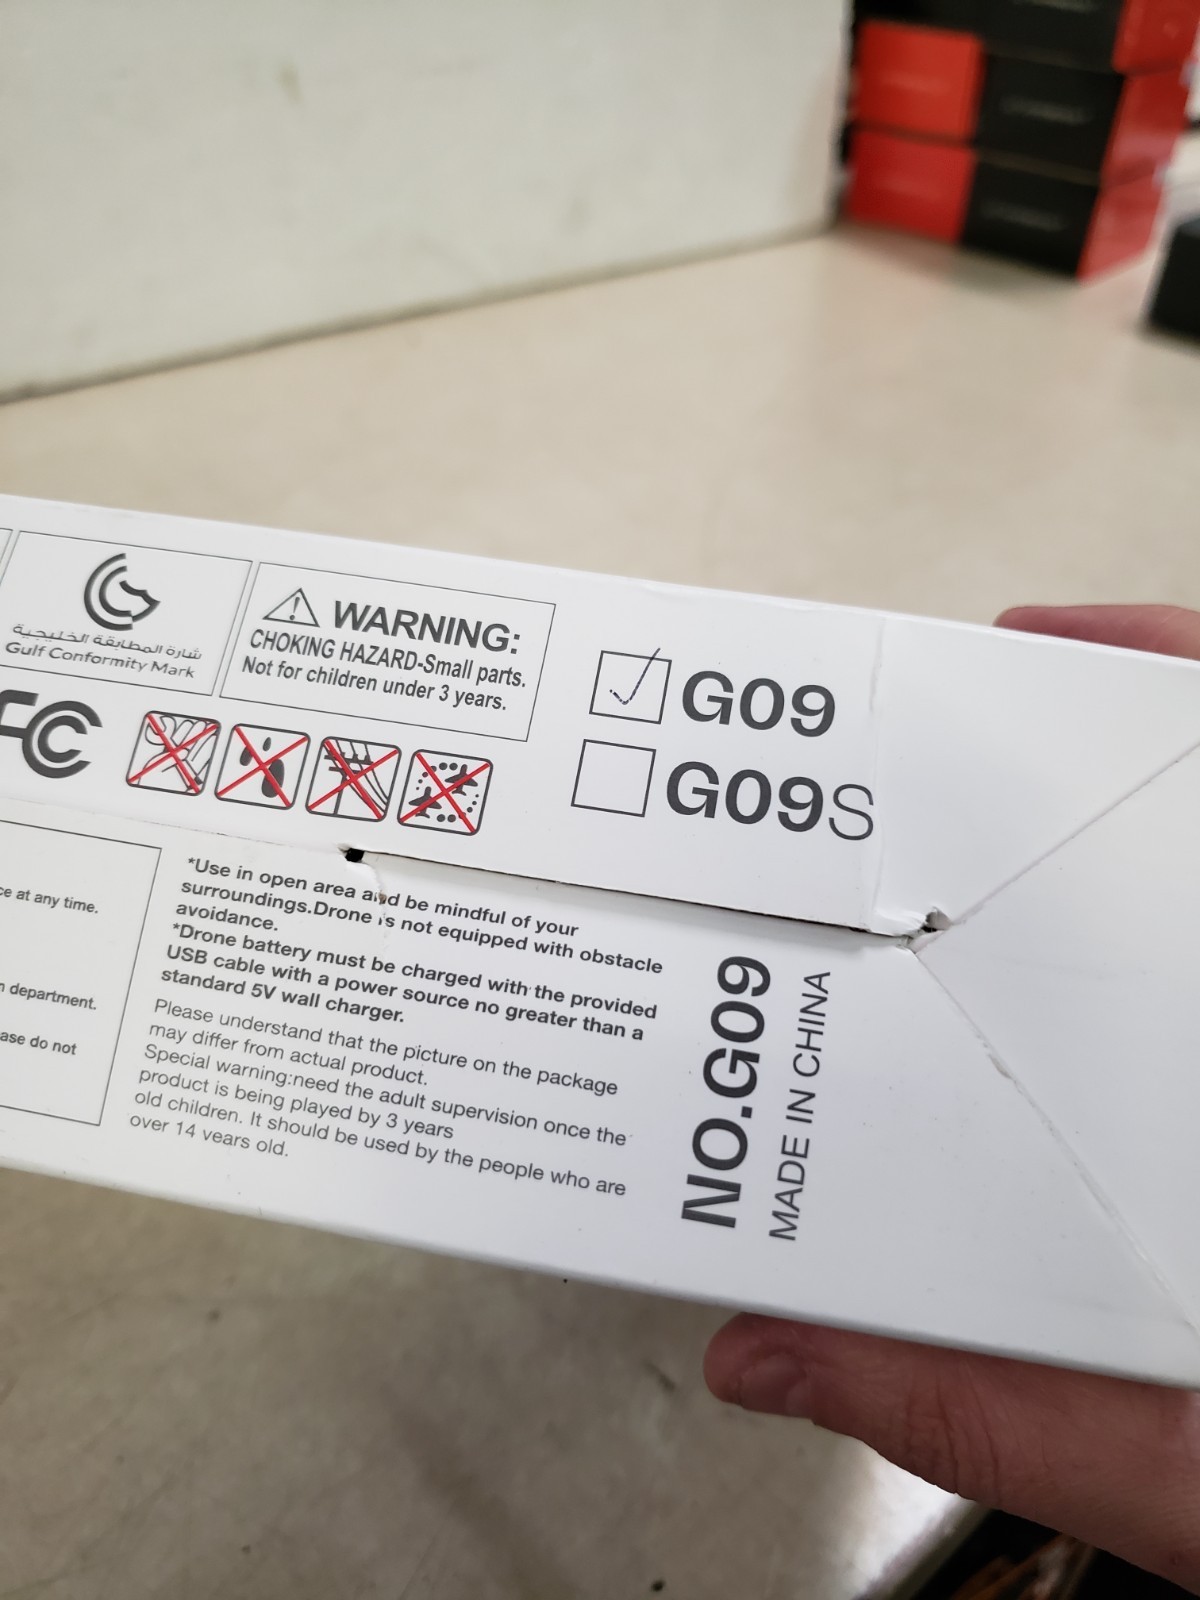 شارة المطابقة الخليجية
Gulf Conformity Mark
WARNING:
CHOKING HAZARD-Small parts.
Not for children under 3 years.
G09
G09S
FC
ce at any time.
n department.
ase do not
*Use in open area and be mindful of your
surroundings.Drone is not equipped with obstacle
avoidance.
*Drone battery must be charged with the provided
USB cable with a power source no greater than a
standard 5V wall charger.
Please understand that the picture on the package
may differ from actual product.
Special warning:need the adult supervision once the
product is being played by 3 years
old children. It should be used by the people who are
over 14 years old.
NO.G09
MADE IN CHINA